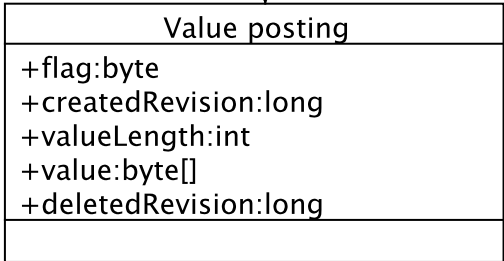 Value posting
+flag:byte
+createdRevision:long
+valueLength:int
+value:byte[]
+deletedRevision:long